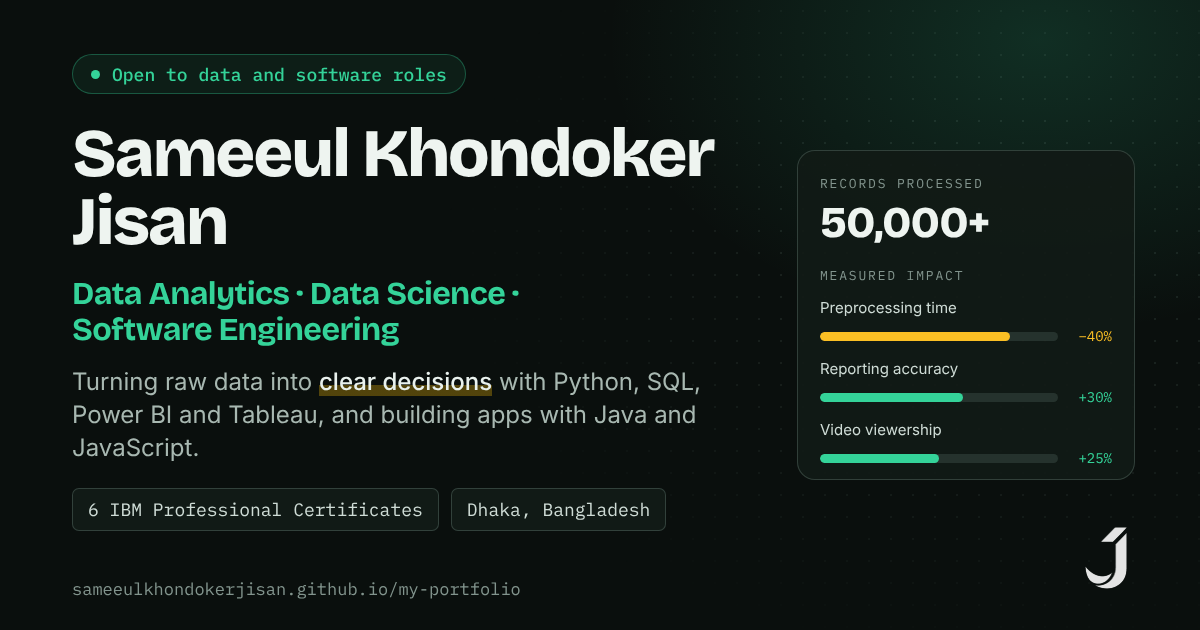 Open to data and software roles
Sameeul Khondoker
Jisan
Data Analytics · Data Science ·
Software Engineering
Turning raw data into clear decisions with Python, SQL,
Power BI and Tableau, and building apps with Java and
JavaScript.
6 IBM Professional Certificates
Dhaka, Bangladesh
sameeulkhondokerjisan.github.io/my-portfolio
RECORDS PROCESSED
50,000+
MEASURED IMPACT
Preprocessing time
−40%
Reporting accuracy
+30%
Video viewership
+25%
J